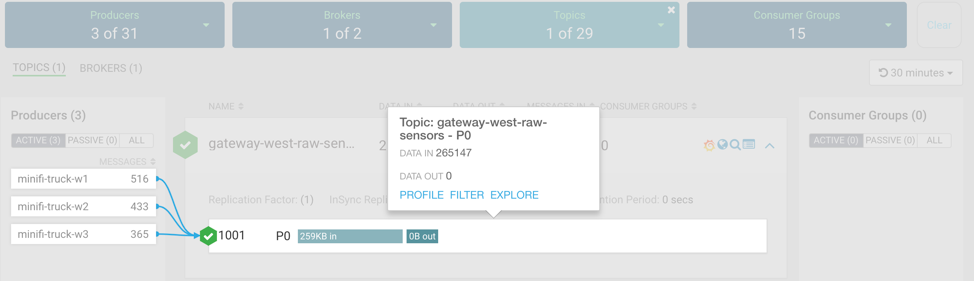 Producers
3 of 31
Brokers
1 of 2
Topics
1 of 29
Consumer Groups
15
Clear
TOPICS (1)
BROKERS (1)
30 minutes
Producers (3)
ACTIVE (3) PASSIVE (0) ALL
MESSAGES
minifi-truck-w1 516
minifi-truck-w2 433
minifi-truck-w3 365
NAME DATA IN DATA OUT MESSAGES IN CONSUMER GROUPS
gateway-west-raw-sen... 2 0
Topic: gateway-west-raw-
sensors - P0
DATA IN 265147
DATA OUT 0
PROFILE FILTER EXPLORE
Replication Factor: (1) InSync Repli ntion Period: 0 secs
1001 P0 259KB in 0B out
Consumer Groups (0)
ACTIVE (0) PASSIVE (0) ALL